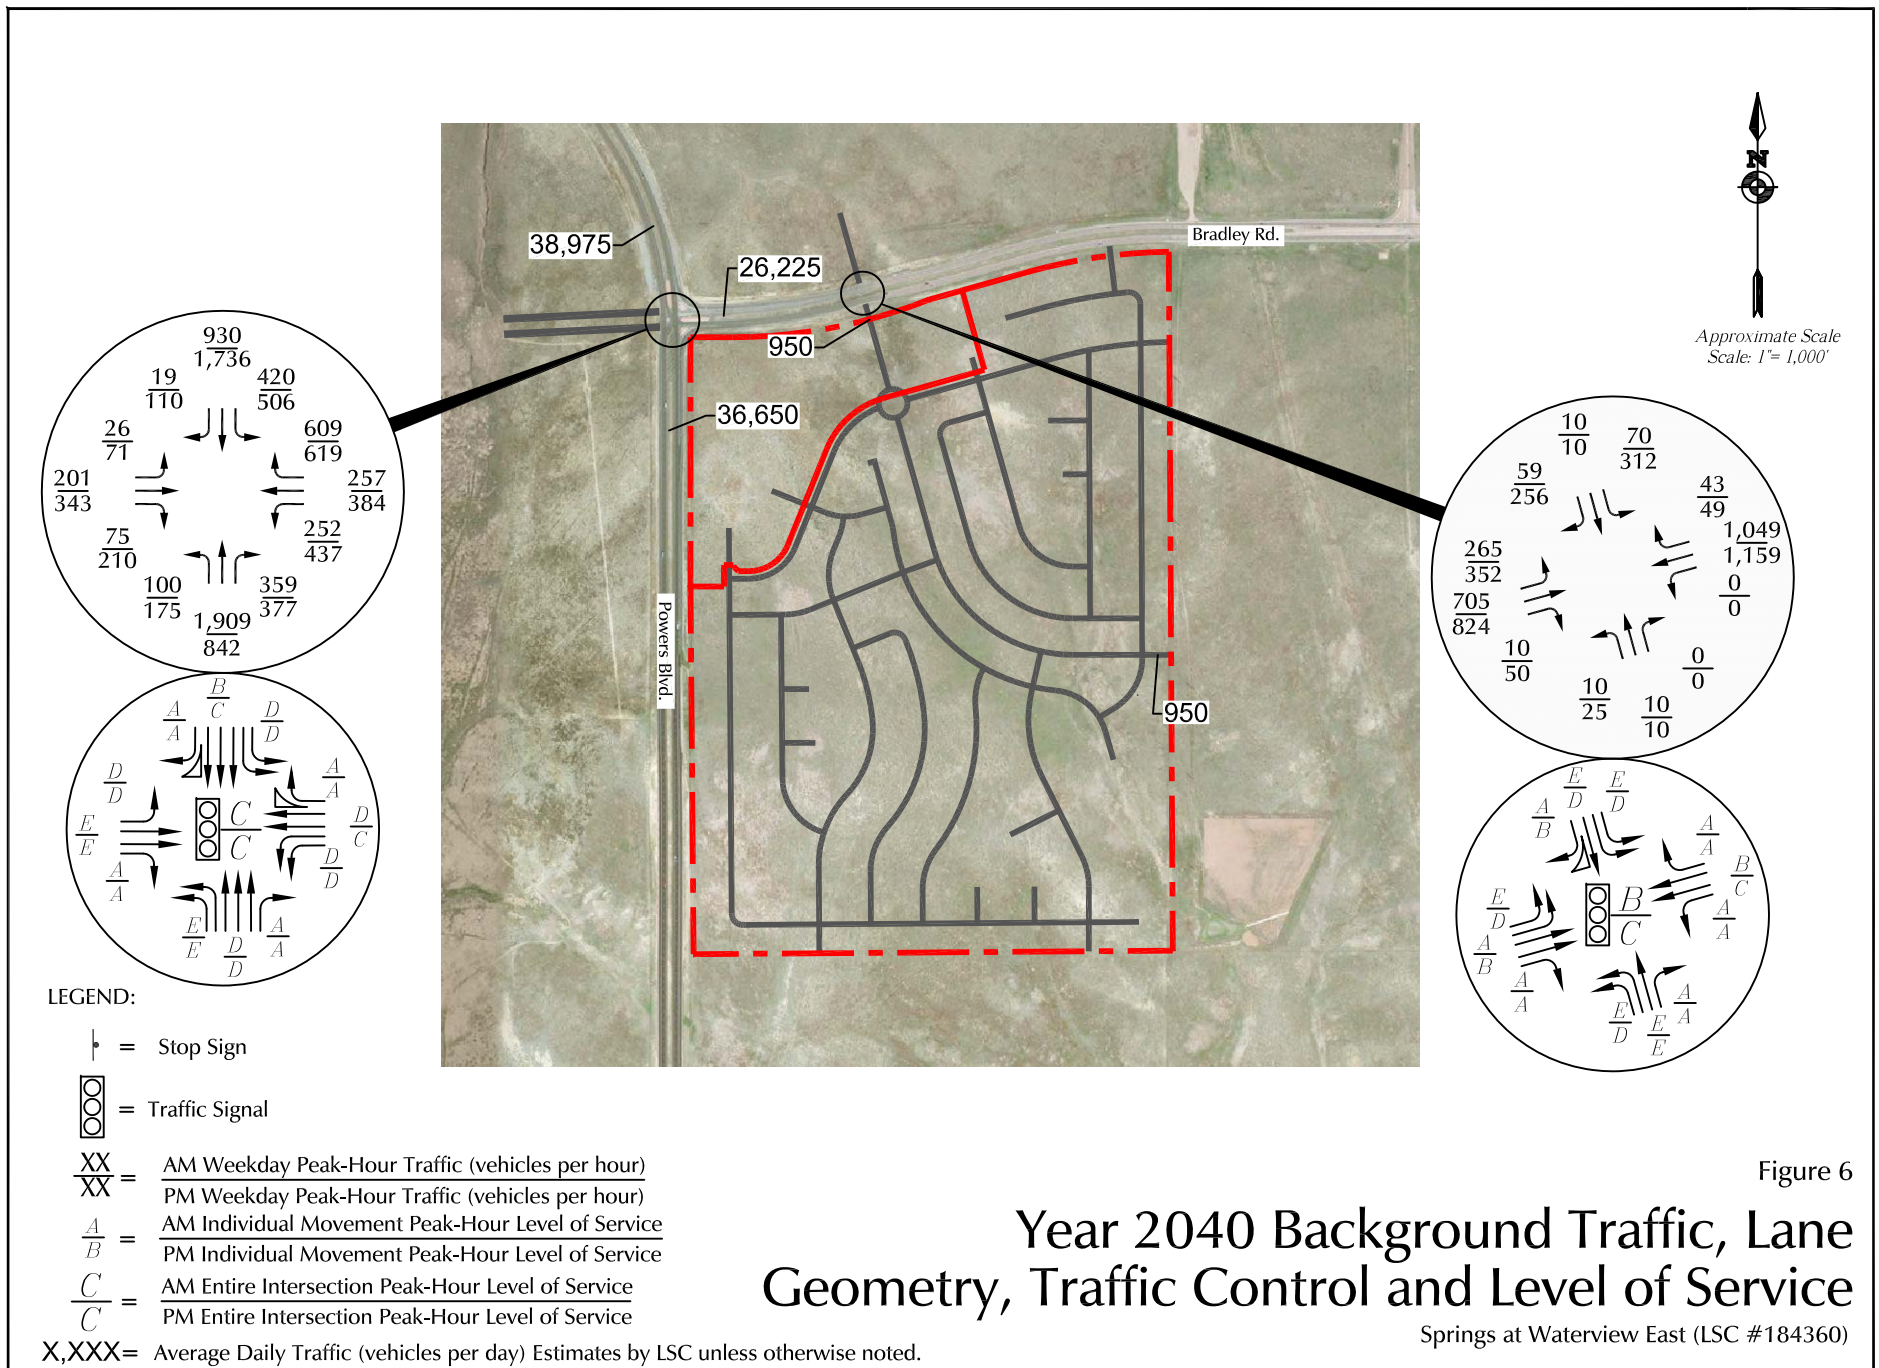 N
Approximate Scale
Scale: 1"= 1,000'
Bradley Rd.
38,975
26,225
950
36,650
Powers Blvd.
950
930
1,736
19
110
420
506
26
71
609
619
201
343
257
384
75
210
252
437
100
175
359
377
1,909
842
B
C
A
A
D
D
D
D
A
A
E
E
C
C
D
C
A
A
D
D
E
E
D
D
A
A
10
10
70
312
59
256
43
49
1,049
1,159
265
352
0
0
705
824
10
50
0
0
10
25
10
10
E
D
E
D
A
B
A
A
B
C
E
D
B
C
A
A
A
B
A
A
E
D
E
E
A
A
LEGEND:
= Stop Sign
= Traffic Signal
XX
XX
= AM Weekday Peak-Hour Traffic (vehicles per hour)
PM Weekday Peak-Hour Traffic (vehicles per hour)
A
B
= AM Individual Movement Peak-Hour Level of Service
PM Individual Movement Peak-Hour Level of Service
C
C
= AM Entire Intersection Peak-Hour Level of Service
PM Entire Intersection Peak-Hour Level of Service
X,XXX= Average Daily Traffic (vehicles per day) Estimates by LSC unless otherwise noted.
Figure 6
Year 2040 Background Traffic, Lane
Geometry, Traffic Control and Level of Service
Springs at Waterview East (LSC #184360)